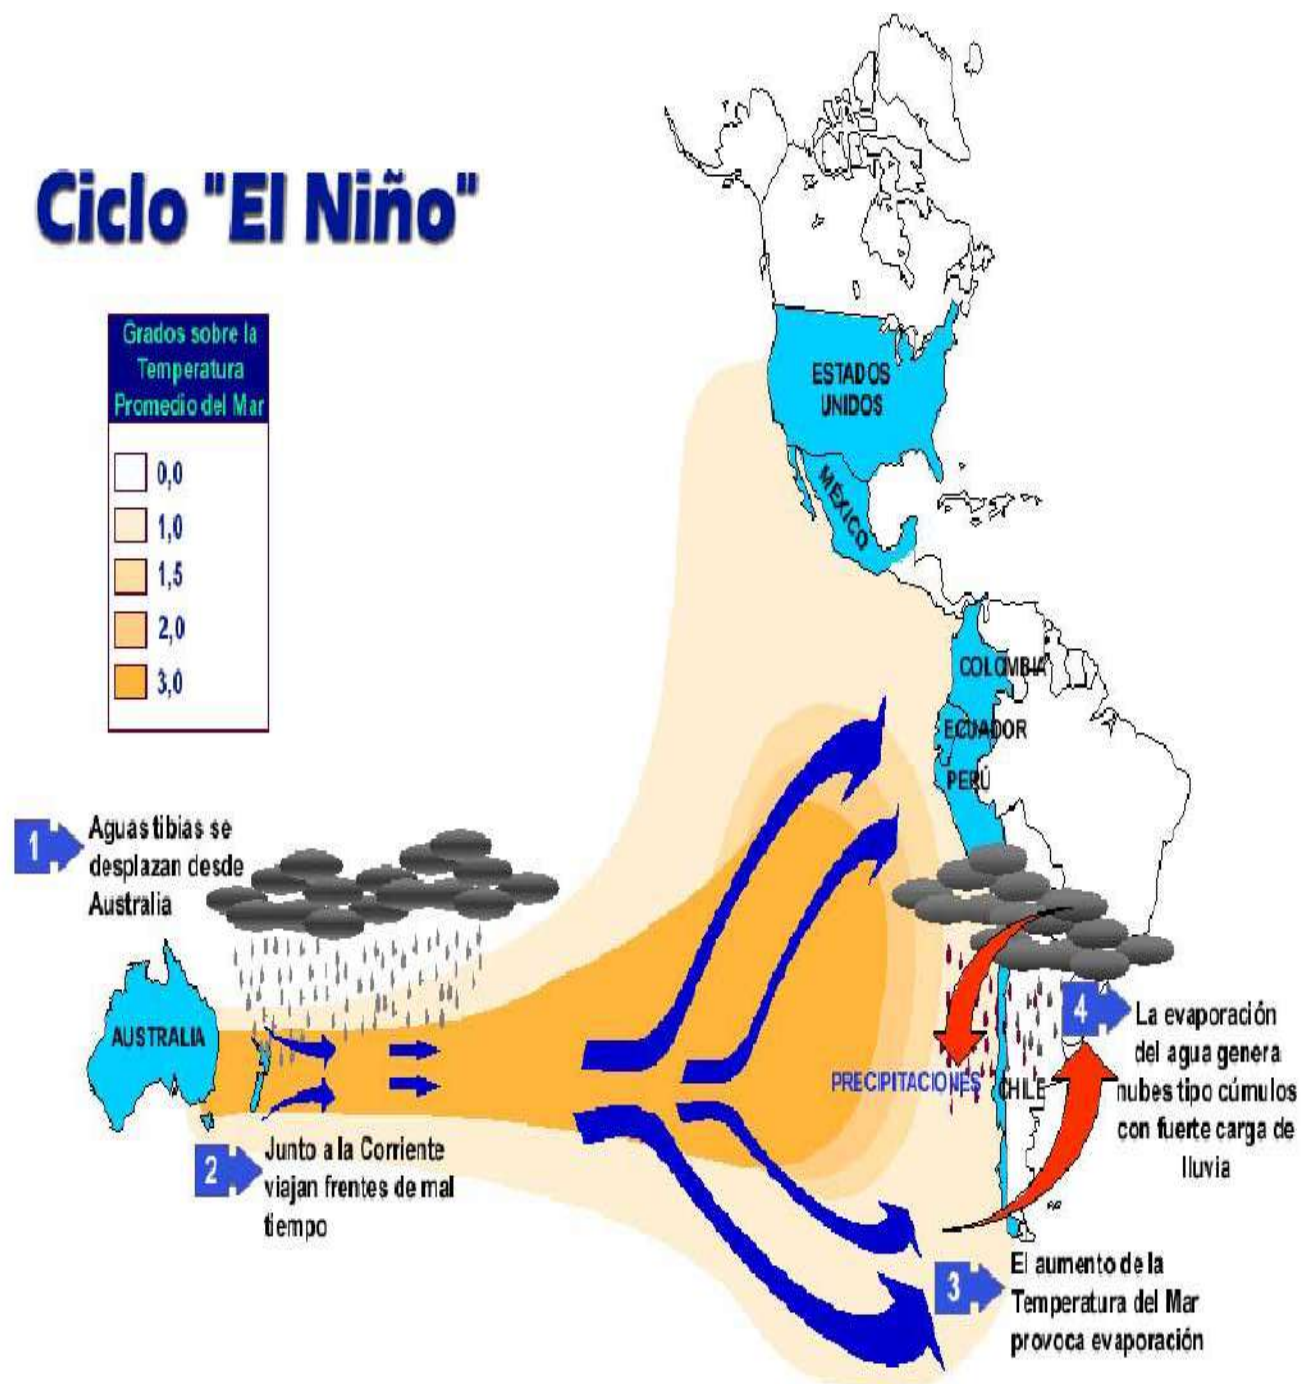 Ciclo "El Niño"
Grados sobre la
Temperatura
Promedio del Mar
0,0
1,0
1,5
2,0
3,0
ESTADOS
UNIDOS
MÉXICO
COLOMBIA
ECUADOR
PERÚ
1
Aguas tibias se
desplazan desde
Australia
AUSTRALIA
2
Junto a la Corriente
viajan frentes de mal
tiempo
PRECIPITACIONES
CHILE
4
La evaporación
del agua genera
nubes tipo cúmulos
con fuerte carga de
lluvia
3
El aumento de la
Temperatura del Mar
provoca evaporación